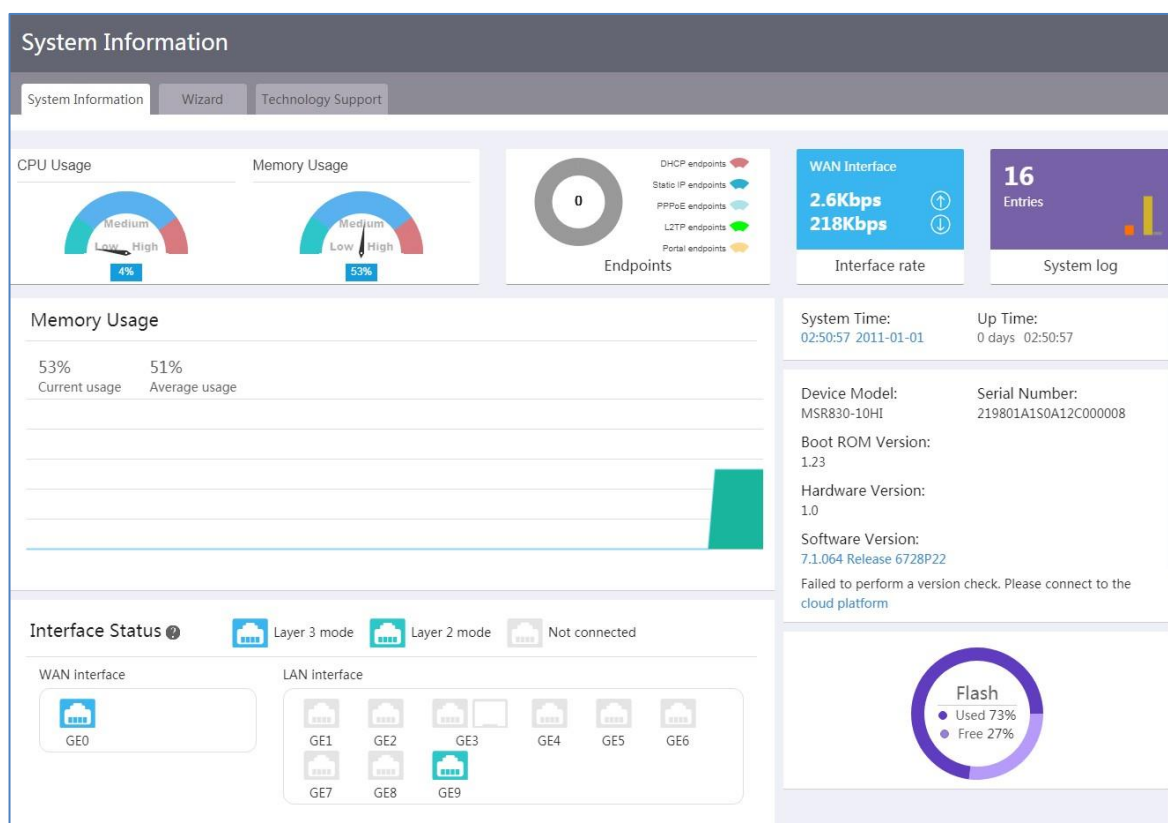 System Information
System Information
Wizard
Technology Support
CPU Usage
Medium
Low High
4%
Memory Usage
Medium
Low High
53%
0
DHCP endpoints
Static IP endpoints
PPPoE endpoints
L2TP endpoints
Portal endpoints
Endpoints
WAN Interface
2.6Kbps
218Kbps
Interface rate
16
Entries
System log
Memory Usage
53%
Current usage
51%
Average usage
System Time:
02:50:57 2011-01-01
Up Time:
0 days 02:50:57
Device Model:
MSR830-10HI
Serial Number:
219801A1S0A12C000008
Boot ROM Version:
1.23
Hardware Version:
1.0
Software Version:
7.1.064 Release 6728P22
Failed to perform a version check. Please connect to the
cloud platform
Interface Status ?
Layer 3 mode
Layer 2 mode
Not connected
WAN interface
GE0
LAN interface
GE1 GE2 GE3 GE4 GE5 GE6
GE7 GE8 GE9
Flash
Used 73%
Free 27%